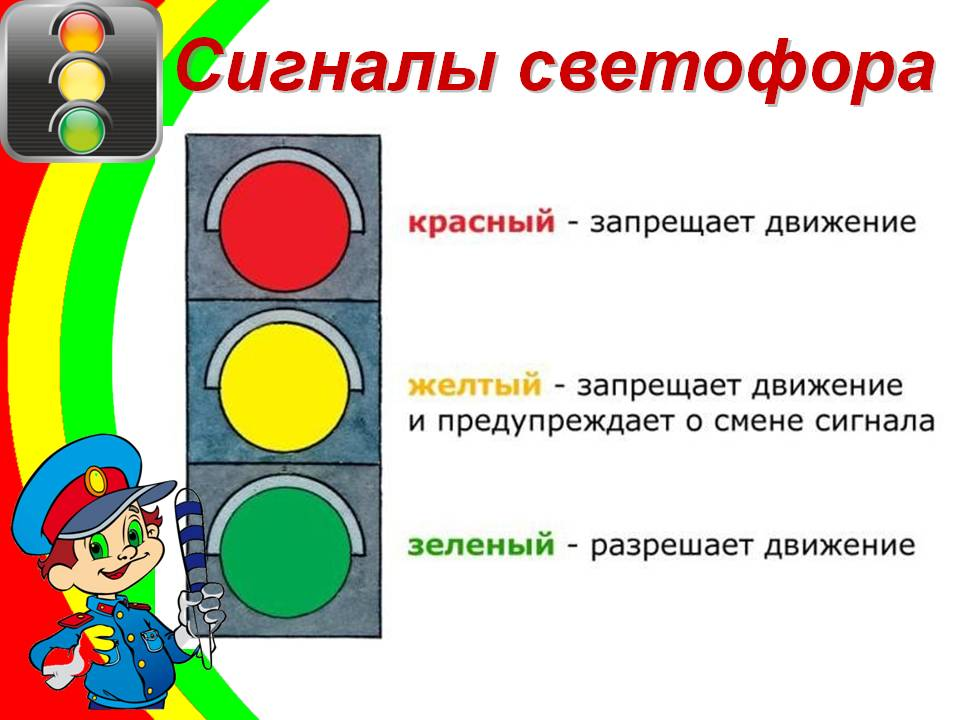 Сигналы светофора
красный - запрещает движение
желтый - запрещает движение
и предупреждает о смене сигнала
зеленый - разрешает движение